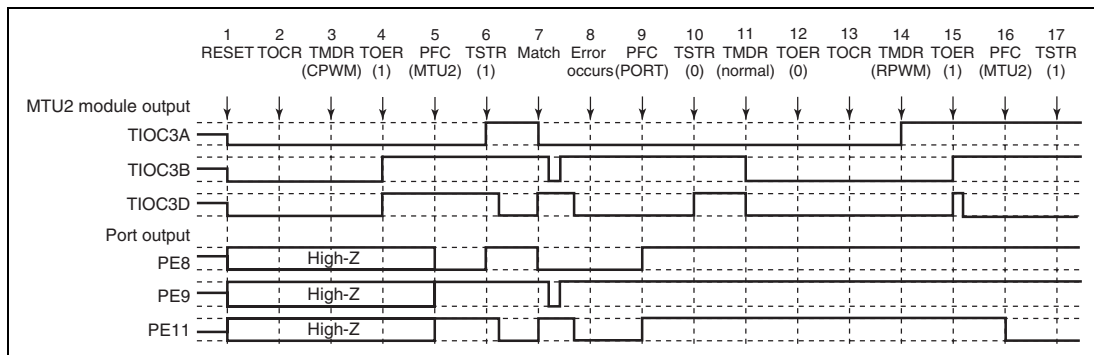 1 2 3 4 5 6 7 8 9 10 11 12 13 14 15 16 17
RESET TOCR TMDR TOER PFC TSTR Match Error PFC TSTR TMDR TOER TOCR TMDR TOER PFC TSTR
(CPWM) (1) (MTU2) (1) occurs (PORT) (0) (normal) (0) (RPWM) (1) (MTU2) (1)
MTU2 module output
TIOC3A
TIOC3B
TIOC3D
Port output
PE8 High-Z
PE9 High-Z
PE11 High-Z